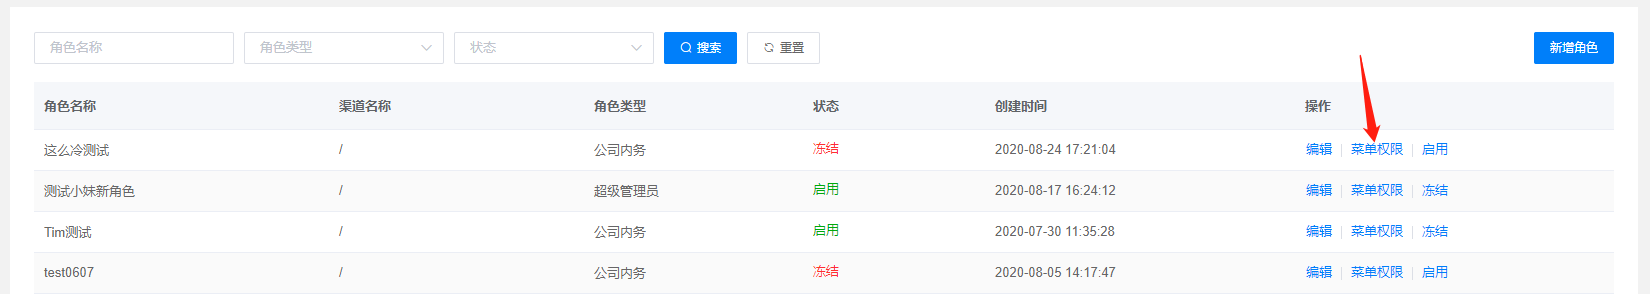 角色名称 角色类型 状态 搜索 重置 新增角色
角色名称 渠道名称 角色类型 状态 创建时间 操作
这么冷测试 / 公司内务 冻结 2020-08-24 17:21:04 编辑 菜单权限 启用
测试小妹新角色 / 超级管理员 启用 2020-08-17 16:24:12 编辑 菜单权限 冻结
Tim测试 / 公司内务 启用 2020-07-30 11:35:28 编辑 菜单权限 冻结
test0607 / 公司内务 冻结 2020-08-05 14:17:47 编辑 菜单权限 启用